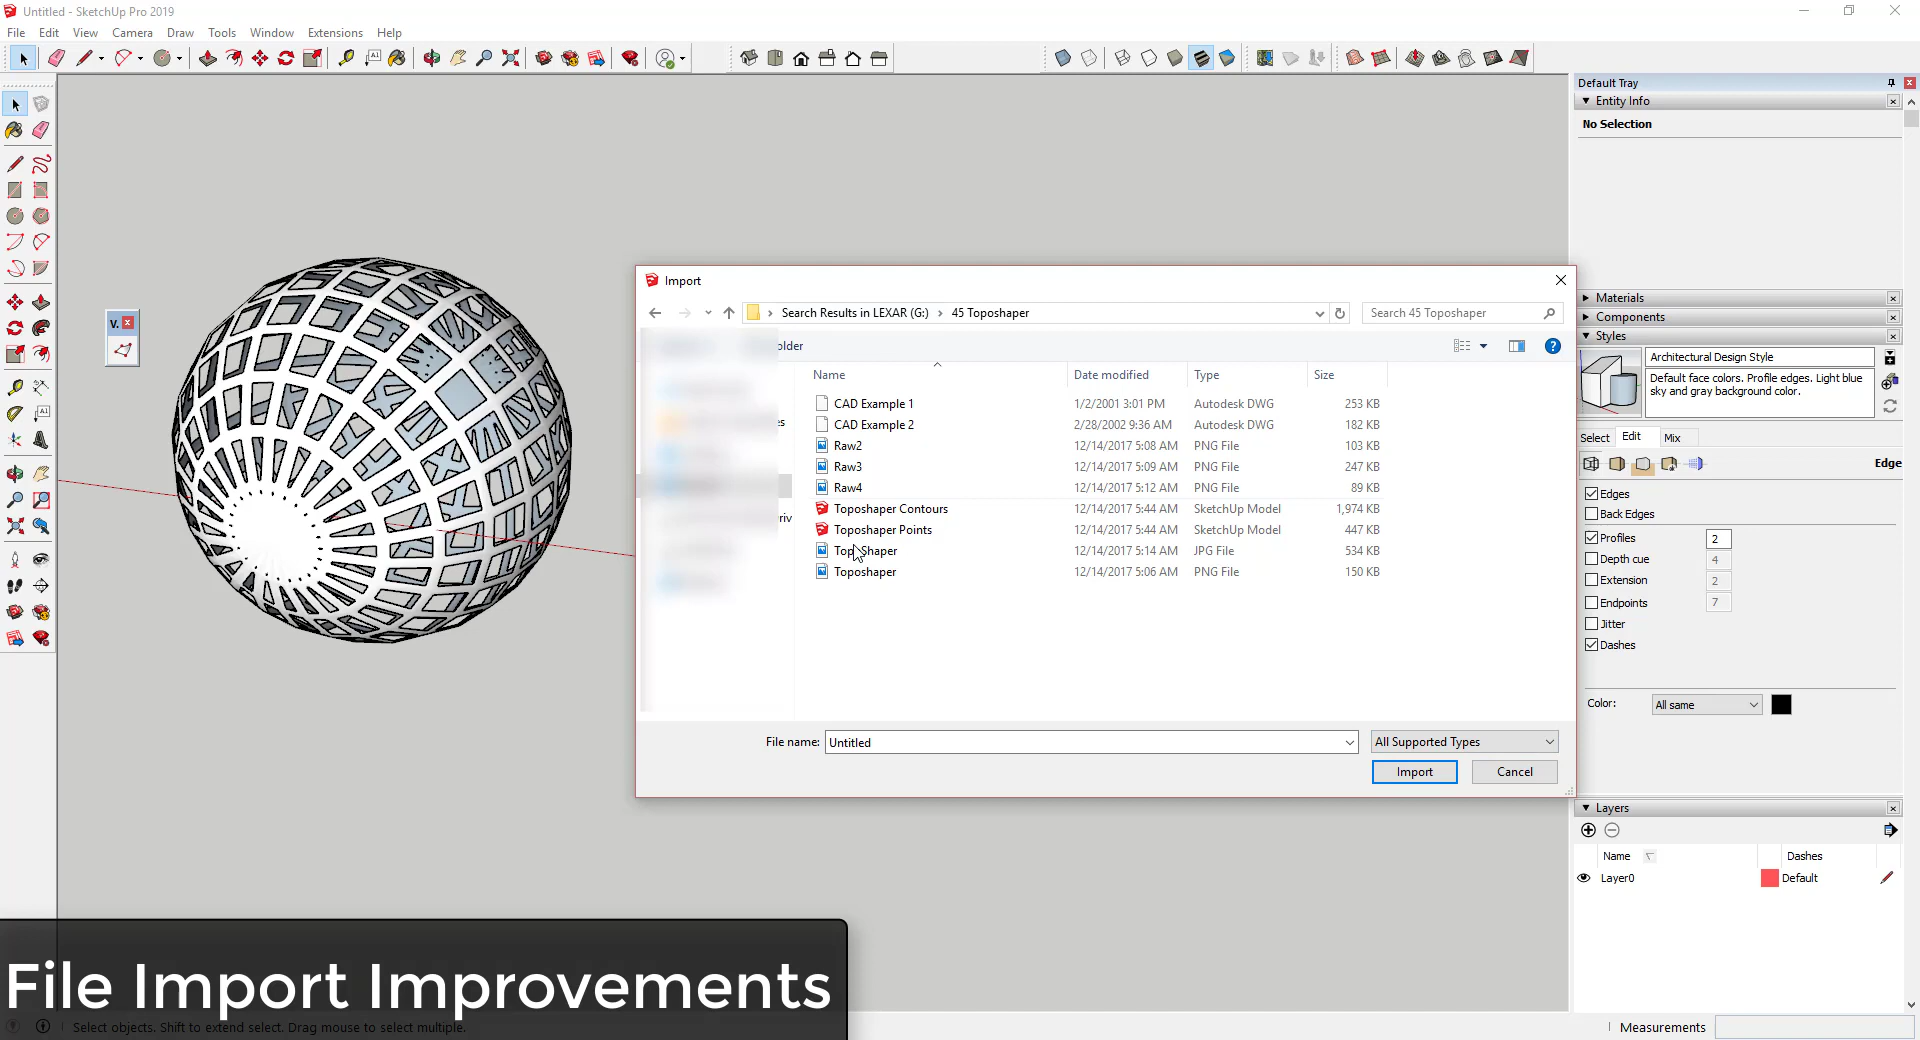 Untitled - SketchUp Pro 2019
File Edit View Camera Draw Tools Window Extensions Help
Default Tray
Entity Info
No Selection
V.
Import
Search Results in LEXAR (G:) › 45 Toposhaper
Search 45 Toposhaper
older
Name Date modified Type Size
CAD Example 1 1/2/2001 3:01 PM Autodesk DWG 253 KB
CAD Example 2 2/28/2002 9:36 AM Autodesk DWG 182 KB
Raw2 12/14/2017 5:08 AM PNG File 103 KB
Raw3 12/14/2017 5:09 AM PNG File 247 KB
Raw4 12/14/2017 5:12 AM PNG File 89 KB
Toposhaper Contours 12/14/2017 5:44 AM SketchUp Model 1,974 KB
Toposhaper Points 12/14/2017 5:44 AM SketchUp Model 447 KB
12/14/2017 5:14 AM JPG File 534 KB
Toposhaper 12/14/2017 5:06 AM PNG File 150 KB
File name: Untitled All Supported Types
Import Cancel
Materials
Components
Styles
Architectural Design Style
Default face colors. Profile edges. Light blue
sky and gray background color.
Select Edit Mix
Edge
Edges
Back Edges
Profiles 2
Depth cue 4
Extension 2
Endpoints 7
Jitter
Dashes
Color: All same
Layers
Name Dashes
Layer0 Default
File Import Improvements
Select objects. Shift to extend select. Drag mouse to select multiple.
Measurements